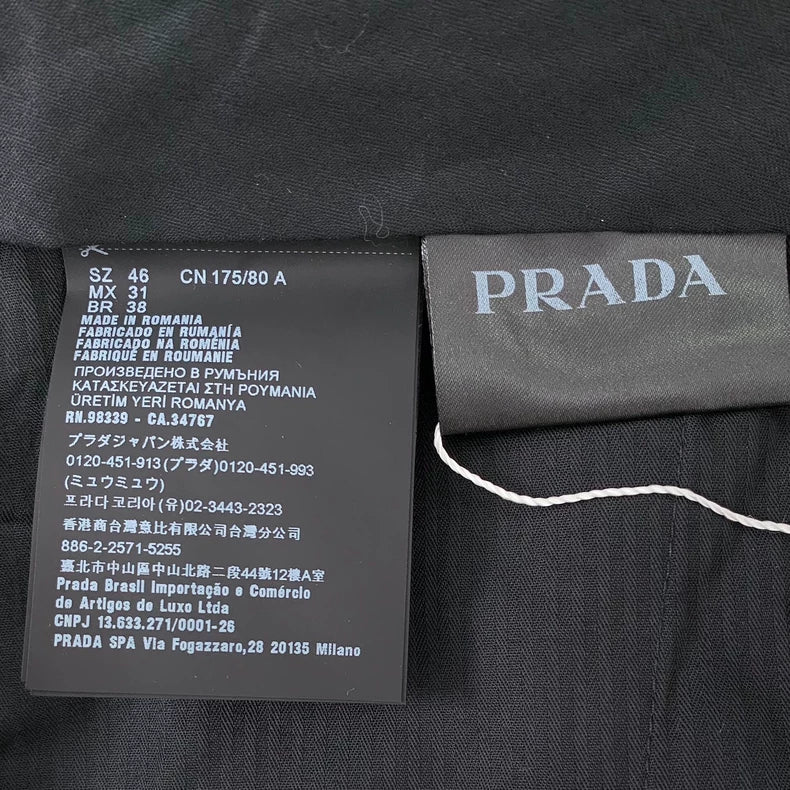 SZ 46 CN 175/80 A
MX 31
BR 38
MADE IN ROMANIA
FABRICADO EN RUMANÍA
FABRICADO NA ROMÉNIA
FABRIQUÉ EN ROUMANIE
ПРОИЗВЕДЕНО В РУМЪНИЯ
ΚΑΤΑΣΚΕΥΑΖΕΤΑΙ ΣΤΗ ΡΟΥΜΑΝΙΑ
ÜRETİM YERİ ROMANYA
RN.98339 - CA.34767
プラダジャパン株式会社
0120-451-913(プラダ)0120-451-993
(ミュウミュウ)
프라다코리아(유)02-3443-2323
香港商台灣意比有限公司台灣分公司
886-2-2571-5255
臺北市中山區中山北路二段44號12樓A室
Prada Brasil Importação e Comércio
de Artigos de Luxo Ltda
CNPJ 13.633.271/0001-26
PRADA SPA Via Fogazzaro,28 20135 Milano
PRADA